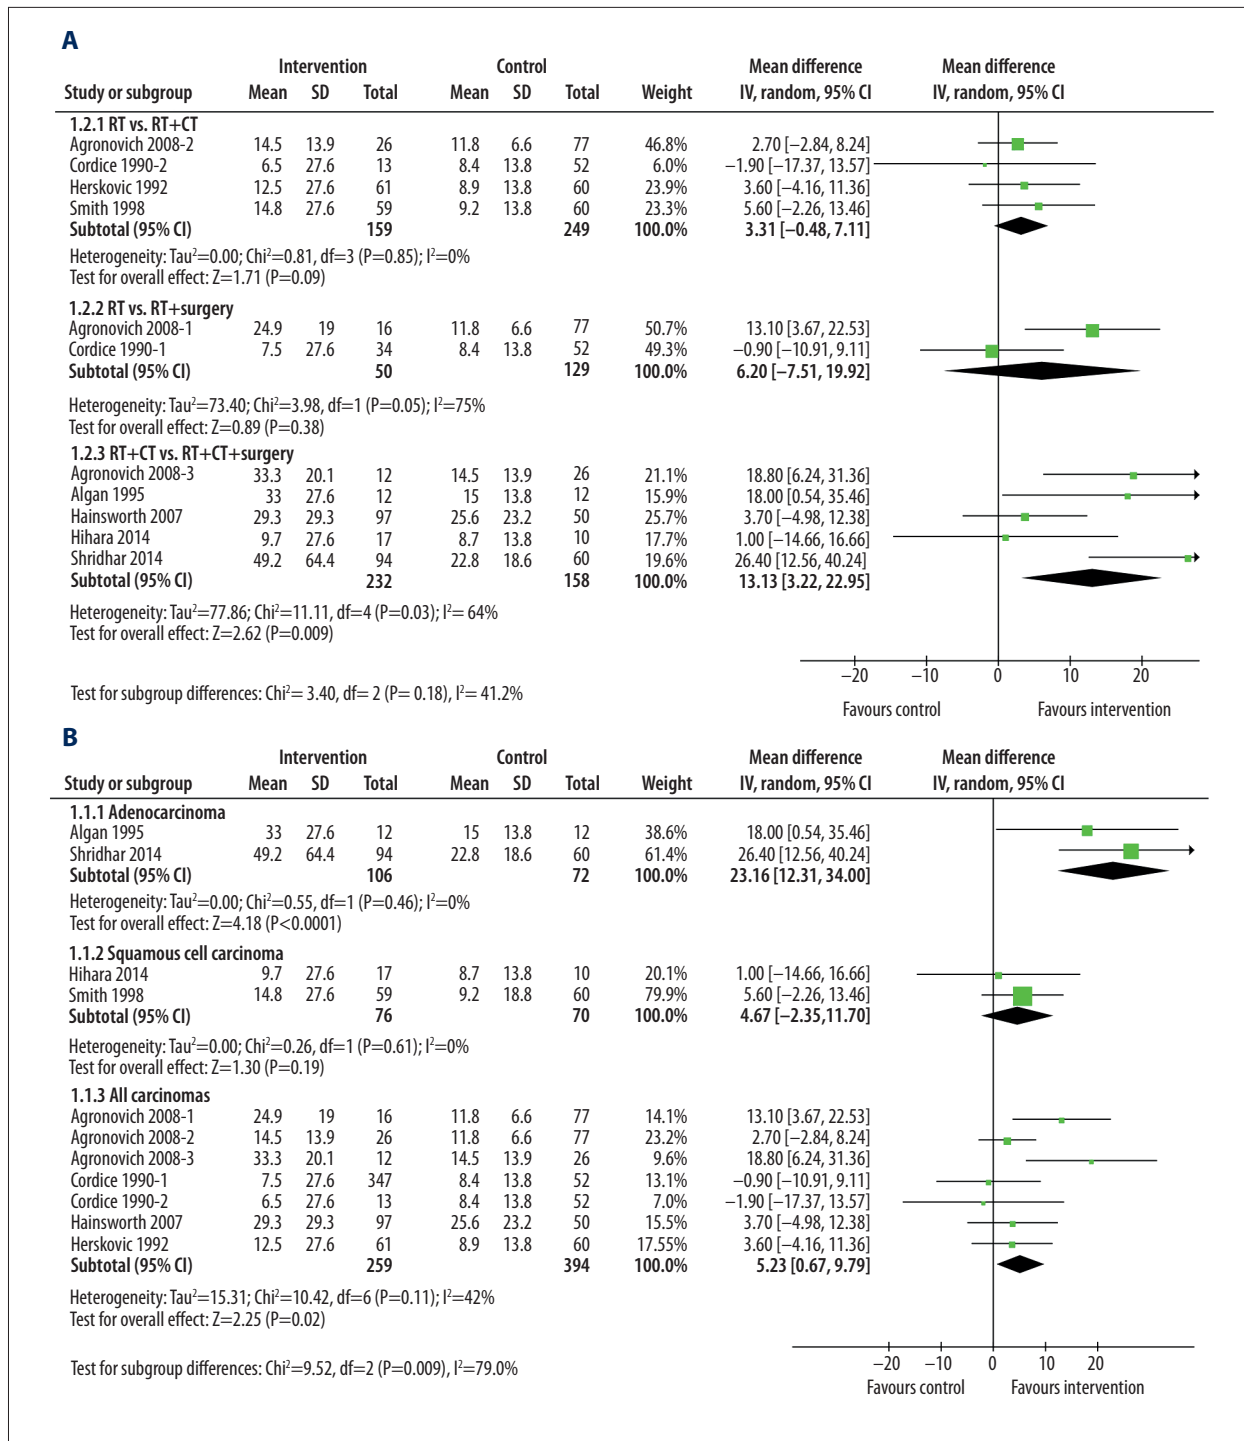 A
Intervention Control Mean difference Mean difference
Study or subgroup Mean SD Total Mean SD Total Weight IV, random, 95% CI IV, random, 95% CI
1.2.1 RT vs. RT+CT
Agronovich 2008-2 14.5 13.9 26 11.8 6.6 77 46.8% 2.70 [−2.84, 8.24]
Cordice 1990-2 6.5 27.6 13 8.4 13.8 52 6.0% −1.90 [−17.37, 13.57]
Herskovic 1992 12.5 27.6 61 8.9 13.8 60 23.9% 3.60 [−4.16, 11.36]
Smith 1998 14.8 27.6 59 9.2 13.8 60 23.3% 5.60 [−2.26, 13.46]
Subtotal (95% CI) 159 249 100.0% 3.31 [−0.48, 7.11]
Heterogeneity: Tau²=0.00; Chi²=0.81, df=3 (P=0.85); I²=0%
Test for overall effect: Z=1.71 (P=0.09)
1.2.2 RT vs. RT+surgery
Agronovich 2008-1 24.9 19 16 11.8 6.6 77 50.7% 13.10 [3.67, 22.53]
Cordice 1990-1 7.5 27.6 34 8.4 13.8 52 49.3% −0.90 [−10.91, 9.11]
Subtotal (95% CI) 50 129 100.0% 6.20 [−7.51, 19.92]
Heterogeneity: Tau²=73.40; Chi²=3.98, df=1 (P=0.05); I²=75%
Test for overall effect: Z=0.89 (P=0.38)
1.2.3 RT+CT vs. RT+CT+surgery
Agronovich 2008-3 33.3 20.1 12 14.5 13.9 26 21.1% 18.80 [6.24, 31.36]
Algan 1995 33 27.6 12 15 13.8 12 15.9% 18.00 [0.54, 35.46]
Hainsworth 2007 29.3 29.3 97 25.6 23.2 50 25.7% 3.70 [−4.98, 12.38]
Hihara 2014 9.7 27.6 17 8.7 13.8 10 17.7% 1.00 [−14.66, 16.66]
Shridhar 2014 49.2 64.4 94 22.8 18.6 60 19.6% 26.40 [12.56, 40.24]
Subtotal (95% CI) 232 158 100.0% 13.13 [3.22, 22.95]
Heterogeneity: Tau²=77.86; Chi²=11.11, df=4 (P=0.03); I²= 64%
Test for overall effect: Z=2.62 (P=0.009)
−20 −10 0 10 20
Test for subgroup differences: Chi²= 3.40, df= 2 (P= 0.18), I²= 41.2%
Favours control Favours intervention
B
Intervention Control Mean difference Mean difference
Study or subgroup Mean SD Total Mean SD Total Weight IV, random, 95% CI IV, random, 95% CI
1.1.1 Adenocarcinoma
Algan 1995 33 27.6 12 15 13.8 12 38.6% 18.00 [0.54, 35.46]
Shridhar 2014 49.2 64.4 94 22.8 18.6 60 61.4% 26.40 [12.56, 40.24]
Subtotal (95% CI) 106 72 100.0% 23.16 [12.31, 34.00]
Heterogeneity: Tau²=0.00; Chi²=0.55, df=1 (P=0.46); I²=0%
Test for overall effect: Z=4.18 (P<0.0001)
1.1.2 Squamous cell carcinoma
Hihara 2014 9.7 27.6 17 8.7 13.8 10 20.1% 1.00 [−14.66, 16.66]
Smith 1998 14.8 27.6 59 9.2 18.8 60 79.9% 5.60 [−2.26, 13.46]
Subtotal (95% CI) 76 70 100.0% 4.67 [−2.35,11.70]
Heterogeneity: Tau²=0.00; Chi²=0.26, df=1 (P=0.61); I²=0%
Test for overall effect: Z=1.30 (P=0.19)
1.1.3 All carcinomas
Agronovich 2008-1 24.9 19 16 11.8 6.6 77 14.1% 13.10 [3.67, 22.53]
Agronovich 2008-2 14.5 13.9 26 11.8 6.6 77 23.2% 2.70 [−2.84, 8.24]
Agronovich 2008-3 33.3 20.1 12 14.5 13.9 26 9.6% 18.80 [6.24, 31.36]
Cordice 1990-1 7.5 27.6 347 8.4 13.8 52 13.1% −0.90 [−10.91, 9.11]
Cordice 1990-2 6.5 27.6 13 8.4 13.8 52 7.0% −1.90 [−17.37, 13.57]
Hainsworth 2007 29.3 29.3 97 25.6 23.2 50 15.5% 3.70 [−4.98, 12.38]
Herskovic 1992 12.5 27.6 61 8.9 13.8 60 17.55% 3.60 [−4.16, 11.36]
Subtotal (95% CI) 259 394 100.0% 5.23 [0.67, 9.79]
Heterogeneity: Tau²=15.31; Chi²=10.42, df=6 (P=0.11); I²=42%
Test for overall effect: Z=2.25 (P=0.02)
Test for subgroup differences: Chi²=9.52, df=2 (P=0.009), I²=79.0%
−20 −10 0 10 20
Favours control Favours intervention